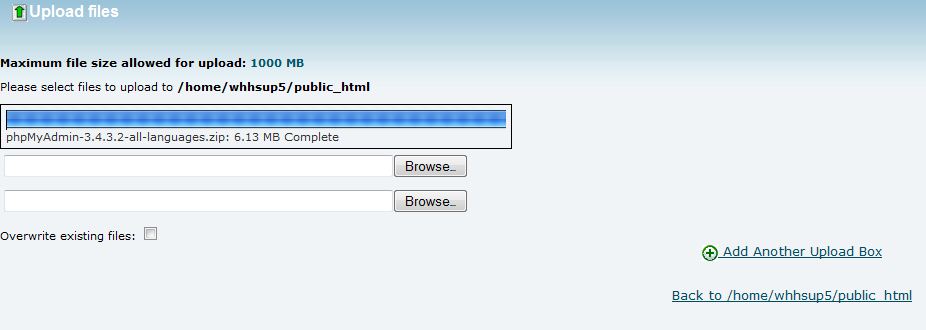 Upload files
Maximum file size allowed for upload: 1000 MB
Please select files to upload to /home/whhsup5/public_html
phpMyAdmin-3.4.3.2-all-languages.zip: 6.13 MB Complete
Browse...
Browse...
Overwrite existing files:
Add Another Upload Box
Back to /home/whhsup5/public_html